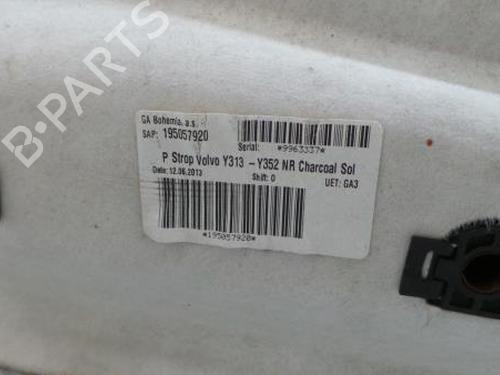 B-PARTS
GA Bohemia, a.s.
SAP: 195057920
Serial:
*9963337*
P Strop Volvo Y313 -Y352 NR Charcoal Sol
Date: 12.06.2013
Shift: 0
UET: GA3
*195057920*